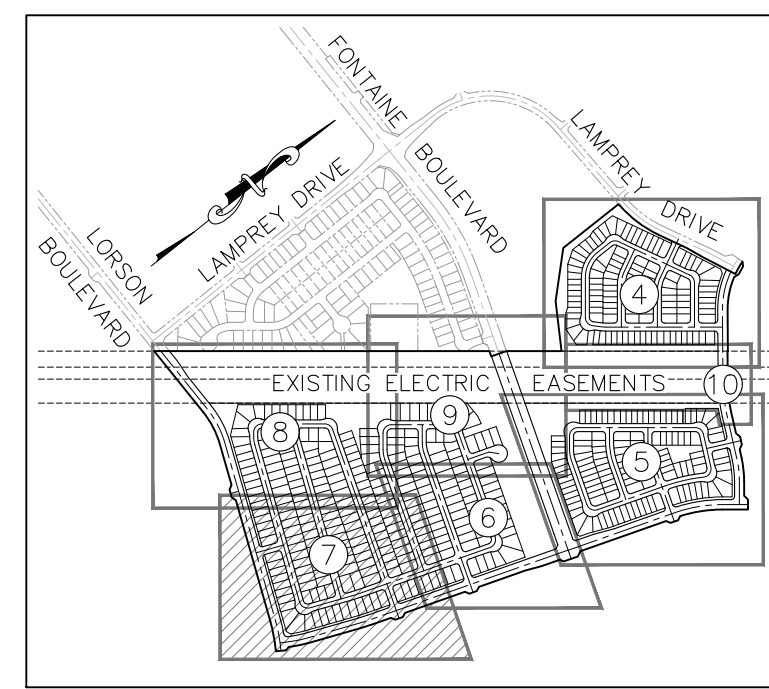 FONTAINE
BOULEVARD
LAMPREY
DRIVE
LAMPREY DRIVE
LORSON
BOULEVARD
N
4
EXISTING ELECTRIC EASEMENTS
10
9
8
5
6
7